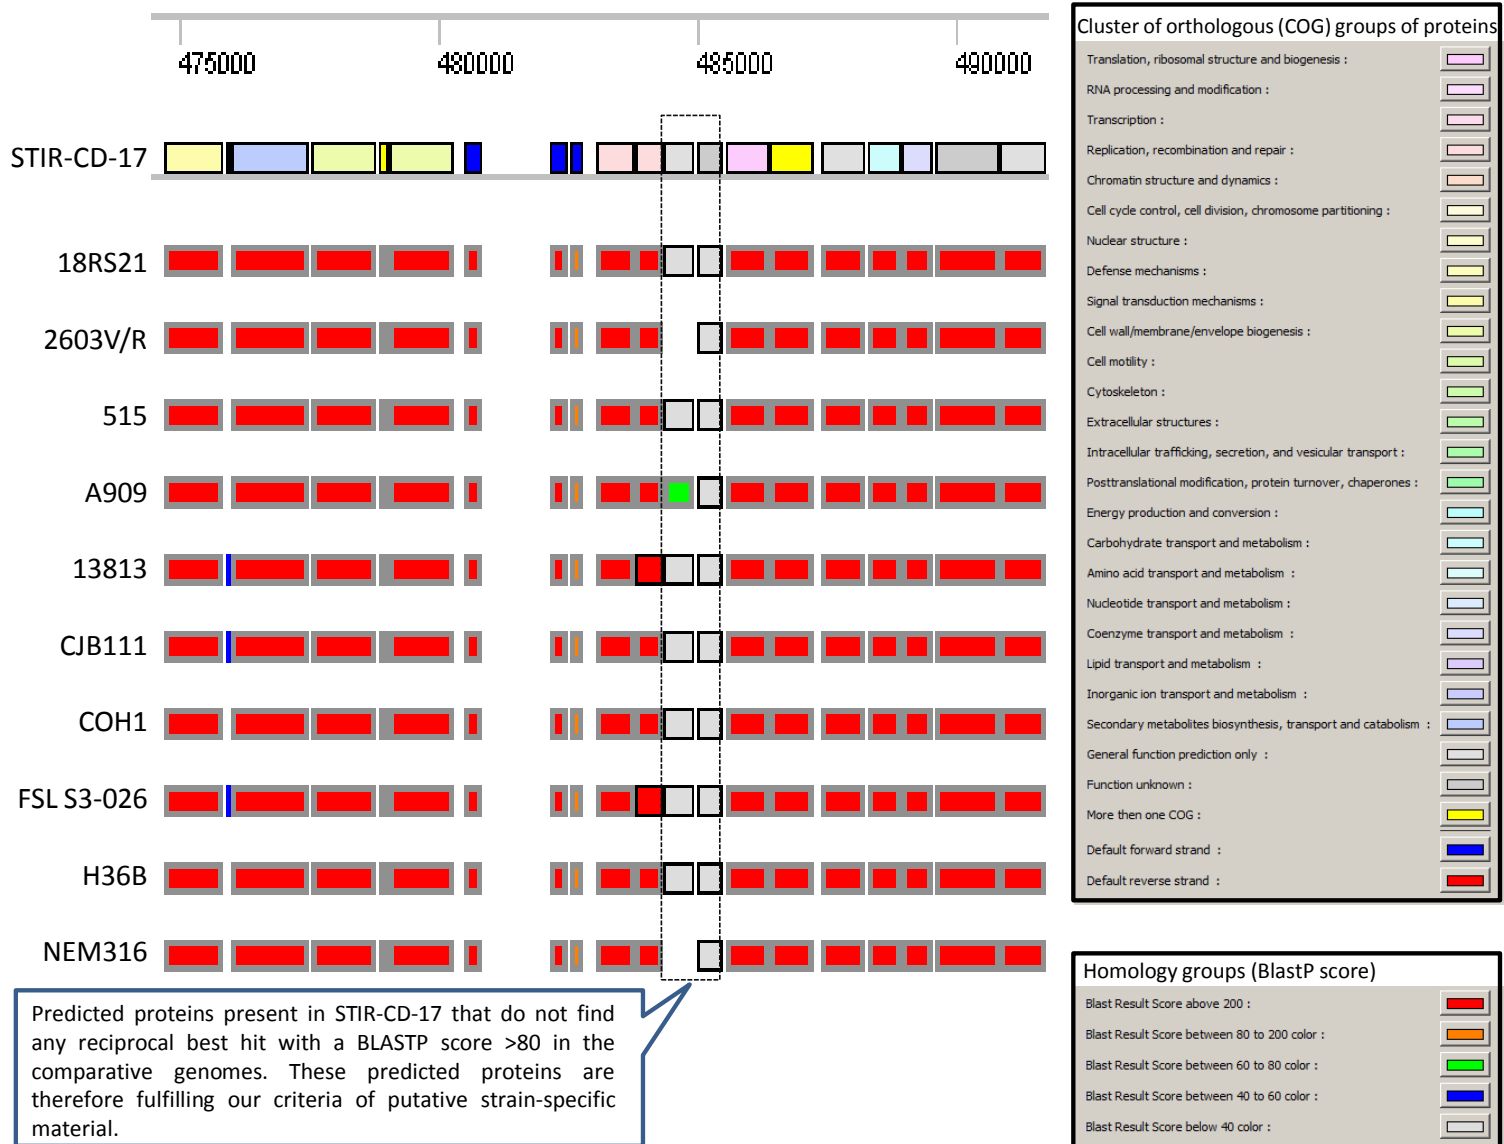 475000 480000 485000 490000
STIR-CD-17
18RS21
2603V/R
515
A909
13813
CJB111
COH1
FSL S3-026
H36B
NEM316
Predicted proteins present in STIR-CD-17 that do not find
any reciprocal best hit with a BLASTP score >80 in the
comparative genomes. These predicted proteins are
therefore fulfilling our criteria of putative strain-specific
material.
Cluster of orthologous (COG) groups of proteins
Translation, ribosomal structure and biogenesis :
RNA processing and modification :
Transcription :
Replication, recombination and repair :
Chromatin structure and dynamics :
Cell cycle control, cell division, chromosome partitioning :
Nuclear structure :
Defense mechanisms :
Signal transduction mechanisms :
Cell wall/membrane/envelope biogenesis :
Cell motility :
Cytoskeleton :
Extracellular structures :
Intracellular trafficking, secretion, and vesicular transport :
Posttranslational modification, protein turnover, chaperones :
Energy production and conversion :
Carbohydrate transport and metabolism :
Amino acid transport and metabolism :
Nucleotide transport and metabolism :
Coenzyme transport and metabolism :
Lipid transport and metabolism :
Inorganic ion transport and metabolism :
Secondary metabolites biosynthesis, transport and catabolism :
General function prediction only :
Function unknown :
More then one COG :
Default forward strand :
Default reverse strand :
Homology groups (BlastP score)
Blast Result Score above 200 :
Blast Result Score between 80 to 200 color :
Blast Result Score between 60 to 80 color :
Blast Result Score between 40 to 60 color :
Blast Result Score below 40 color :